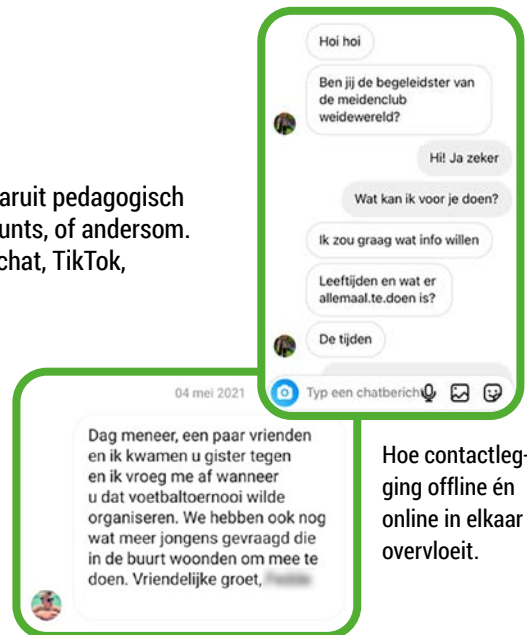 aruit pedagogisch
unts, of andersom.
chat, TikTok,
Hoi hoi
Ben jij de begeleidster van
de meidenclub
weidewereld?
Hi! Ja zeker
Wat kan ik voor je doen?
Ik zou graag wat info willen
Leeftijden en wat er
allemaal.te.doen is?
De tijden
Typ een chatberich
04 mei 2021
Dag meneer, een paar vrienden
en ik kwamen u gister tegen
en ik vroeg me af wanneer
u dat voetbaltoernooi wilde
organiseren. We hebben ook nog
wat meer jongens gevraagd die
in de buurt woonden om mee te
doen. Vriendelijke groet,
Hoe contactleg-
ging offline én
online in elkaar
overvloeit.